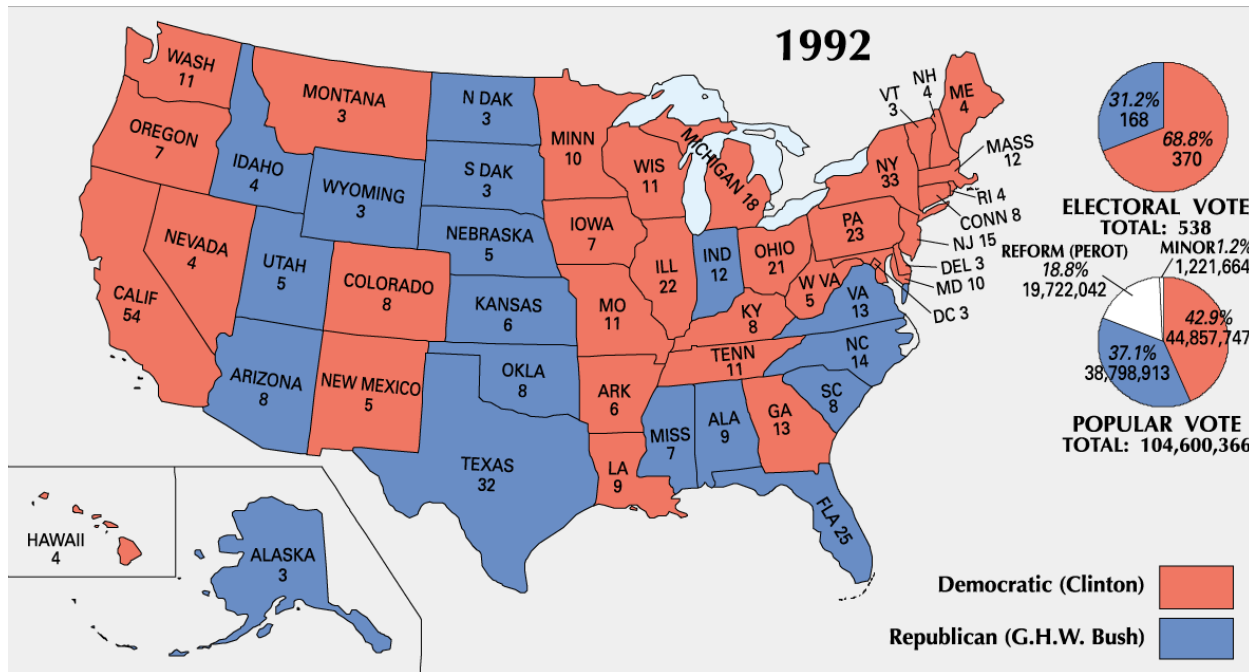 1992
WASH
11
OREGON
7
CALIF
54
NEVADA
4
IDAHO
4
MONTANA
3
WYOMING
3
UTAH
5
ARIZONA
8
COLORADO
8
NEW MEXICO
5
N DAK
3
S DAK
3
NEBRASKA
5
KANSAS
6
OKLA
8
TEXAS
32
MINN
10
IOWA
7
MO
11
ARK
6
LA
9
WIS
11
ILL
22
MICHIGAN 18
IND
12
OHIO
21
KY
8
TENN
11
MISS
7
ALA
9
GA
13
FLA 25
SC
8
NC
14
VA
13
W VA
5
PA
23
NY
33
VT
3
NH
4
ME
4
MASS
12
RI 4
CONN 8
NJ 15
DEL 3
MD 10
DC 3
HAWAII
4
ALASKA
3
31.2%
168
68.8%
370
ELECTORAL VOTE
TOTAL: 538
REFORM (PEROT)
18.8%
19,722,042
MINOR 1.2%
1,221,664
42.9%
44,857,747
37.1%
38,798,913
POPULAR VOTE
TOTAL: 104,600,366
Democratic (Clinton)
Republican (G.H.W. Bush)